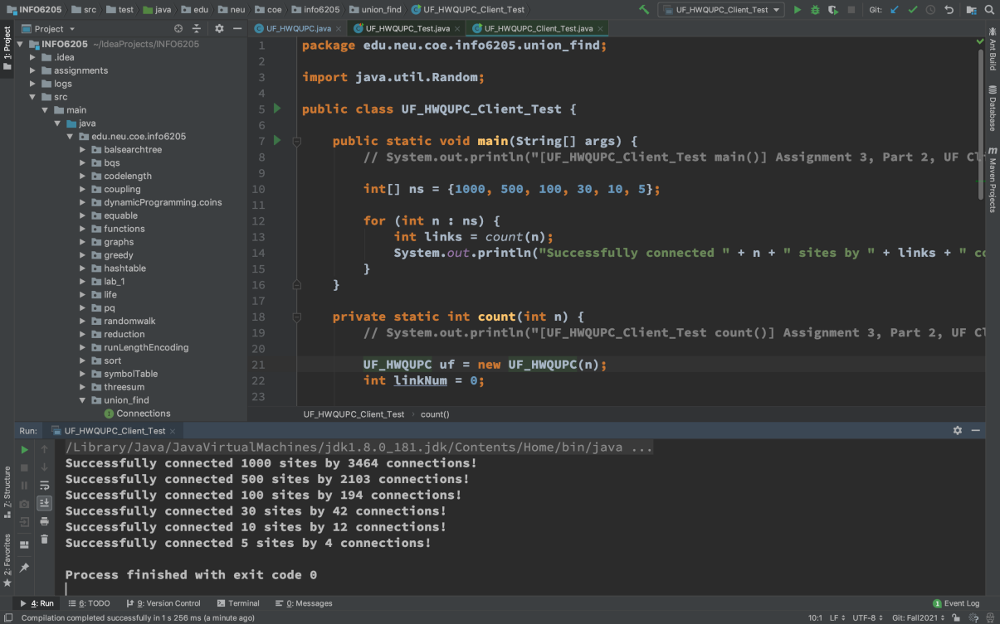 INFO6205 src test java edu neu coe info6205 union_find UF_HWQUPC_Client_Test UF_HWQUPC_Client_Test Git:
Project UF_HWQUPC.java UF_HWQUPC_Test.java UF_HWQUPC_Client_Test.java
1: Project
INFO6205 ~/IdeaProjects/INFO6205
.idea
assignments
logs
src
main
java
edu.neu.coe.info6205
balsearchtree
bqs
codelength
coupling
dynamicProgramming.coins
equable
functions
graphs
greedy
hashtable
lab_1
life
pq
randomwalk
reduction
runLengthEncoding
sort
symbolTable
threesum
union_find
Connections
1 package edu.neu.coe.info6205.union_find;
2
3 import java.util.Random;
4
5 public class UF_HWQUPC_Client_Test {
6
7 public static void main(String[] args) {
8 // System.out.println("[UF_HWQUPC_Client_Test main()] Assignment 3, Part 2, UF Cl
9
10 int[] ns = {1000, 500, 100, 30, 10, 5};
11
12 for (int n : ns) {
13 int links = count(n);
14 System.out.println("Successfully connected " + n + " sites by " + links + " co
15 }
16 }
17
18 private static int count(int n) {
19 // System.out.println("[UF_HWQUPC_Client_Test count()] Assignment 3, Part 2, UF Cl
20
21 UF_HWQUPC uf = new UF_HWQUPC(n);
22 int linkNum = 0;
23
UF_HWQUPC_Client_Test › count()
Ant Build
Database
m Maven Projects
Run: UF_HWQUPC_Client_Test
/Library/Java/JavaVirtualMachines/jdk1.8.0_181.jdk/Contents/Home/bin/java ...
Successfully connected 1000 sites by 3464 connections!
Successfully connected 500 sites by 2103 connections!
Successfully connected 100 sites by 194 connections!
Successfully connected 30 sites by 42 connections!
Successfully connected 10 sites by 12 connections!
Successfully connected 5 sites by 4 connections!
Process finished with exit code 0
Z: Structure
2: Favorites
4: Run 6: TODO 9: Version Control Terminal 0: Messages 1 Event Log
Compilation completed successfully in 1 s 256 ms (a minute ago) 10:1 LF UTF-8 Git: Fall2021